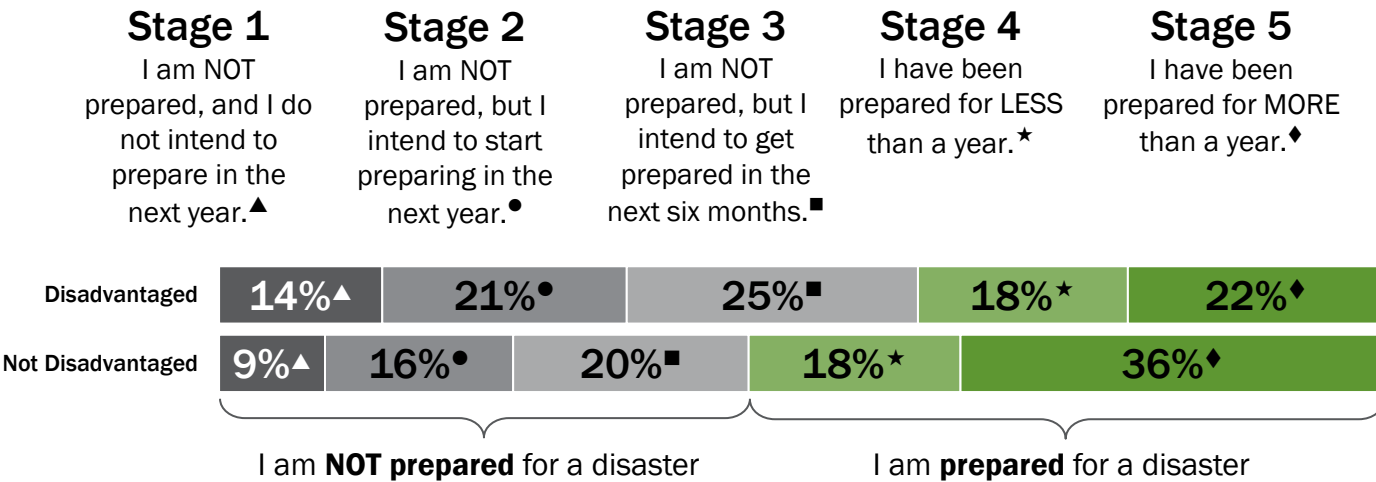 Stage 1
I am NOT
prepared, and I do
not intend to
prepare in the
next year.▲
Stage 2
I am NOT
prepared, but I
intend to start
preparing in the
next year.●
Stage 3
I am NOT
prepared, but I
intend to get
prepared in the
next six months.■
Stage 4
I have been
prepared for LESS
than a year.★
Stage 5
I have been
prepared for MORE
than a year.♦
Disadvantaged 14%▲ 21%● 25%■ 18%★ 22%♦
Not Disadvantaged 9%▲ 16%● 20%■ 18%★ 36%♦
I am NOT prepared for a disaster
I am prepared for a disaster